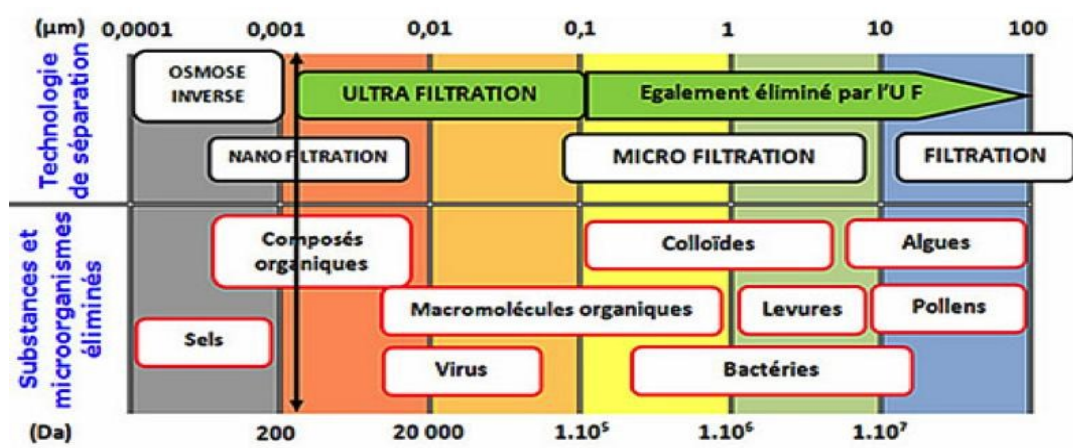 (µm) 0,0001 0,001 0,01 0,1 1 10 100
Technologie
de séparation
OSMOSE
INVERSE
ULTRA FILTRATION
Egalement éliminé par l'U F
NANO FILTRATION
MICRO FILTRATION
FILTRATION
Substances et
microorganismes
éliminés
Composés
organiques
Colloïdes
Algues
Macromolécules organiques
Levures
Pollens
Sels
Virus
Bactéries
(Da) 200 20 000 1.10⁵ 1.10⁶ 1.10⁷